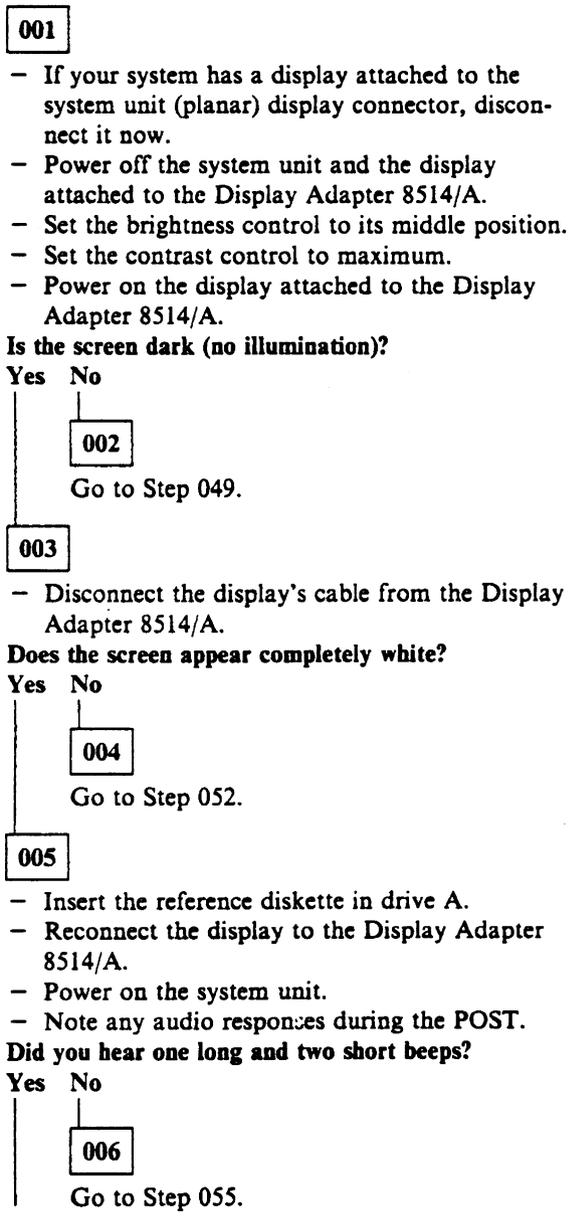 001
— If your system has a display attached to the
system unit (planar) display connector, discon-
nect it now.
— Power off the system unit and the display
attached to the Display Adapter 8514/A.
— Set the brightness control to its middle position.
— Set the contrast control to maximum.
— Power on the display attached to the Display
Adapter 8514/A.
Is the screen dark (no illumination)?
Yes No
002
Go to Step 049.
003
— Disconnect the display's cable from the Display
Adapter 8514/A.
Does the screen appear completely white?
Yes No
004
Go to Step 052.
005
— Insert the reference diskette in drive A.
— Reconnect the display to the Display Adapter
8514/A.
— Power on the system unit.
— Note any audio responses during the POST.
Did you hear one long and two short beeps?
Yes No
006
Go to Step 055.